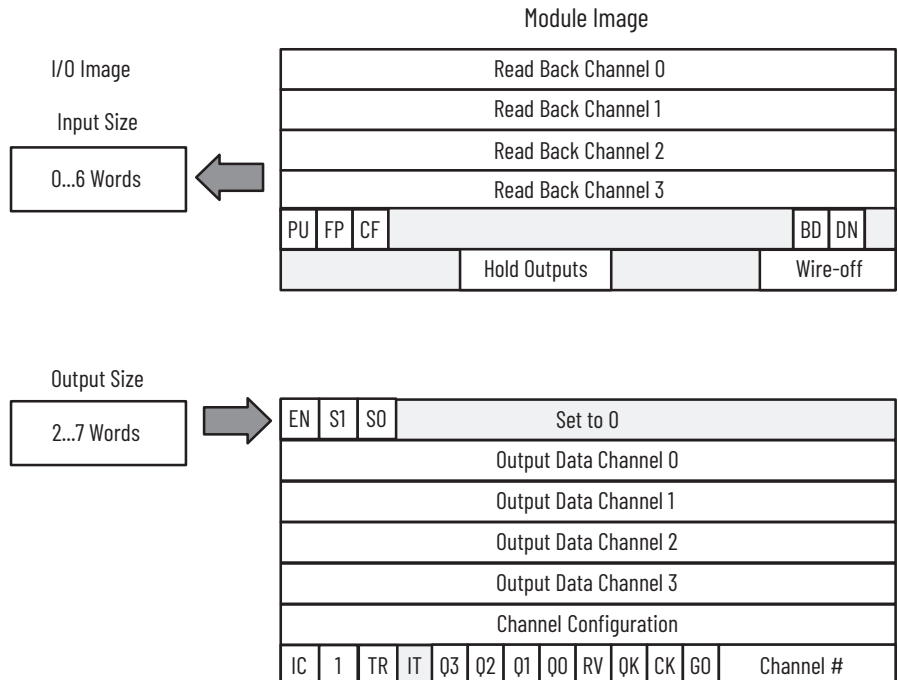 Module Image
I/O Image
Input Size
0...6 Words
Read Back Channel 0
Read Back Channel 1
Read Back Channel 2
Read Back Channel 3
PU FP CF BD DN
Hold Outputs Wire-off
Output Size
2...7 Words
EN S1 S0 Set to 0
Output Data Channel 0
Output Data Channel 1
Output Data Channel 2
Output Data Channel 3
Channel Configuration
IC 1 TR IT Q3 Q2 Q1 Q0 RV QK CK GO Channel #